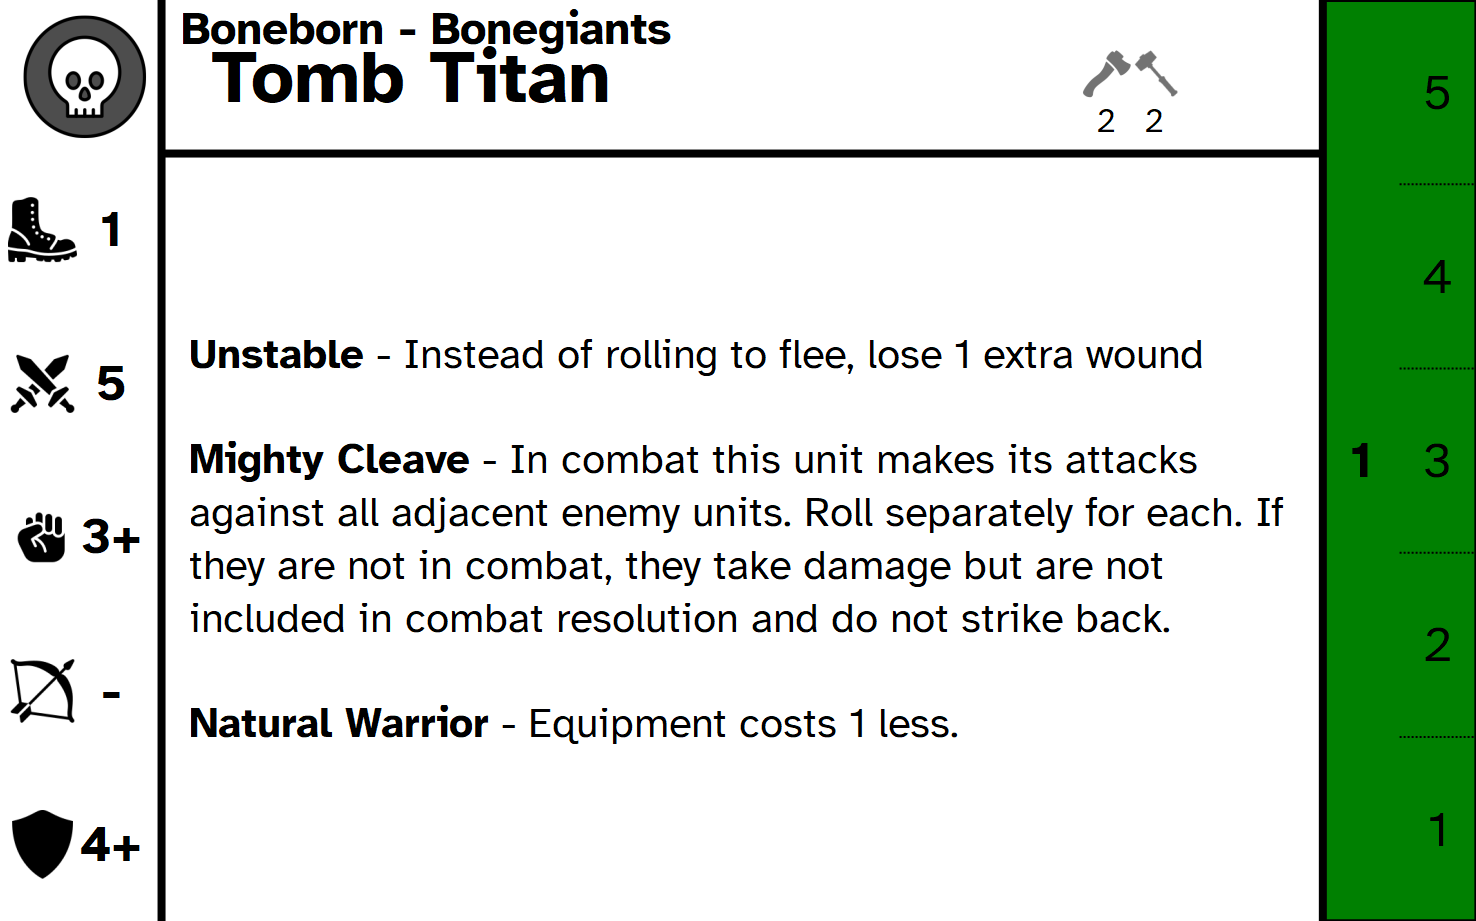 Boneborn - Bonegiants
Tomb Titan
2 2
1
5
3+
-
4+
Unstable - Instead of rolling to flee, lose 1 extra wound
Mighty Cleave - In combat this unit makes its attacks
against all adjacent enemy units. Roll separately for each. If
they are not in combat, they take damage but are not
included in combat resolution and do not strike back.
Natural Warrior - Equipment costs 1 less.
5
4
1 3
2
1